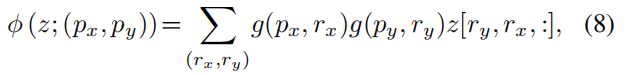 ϕ (z; (p_x, p_y)) = ∑_{(r_x, r_y)} g(p_x, r_x)g(p_y, r_y)z[r_y, r_x, :], (8)